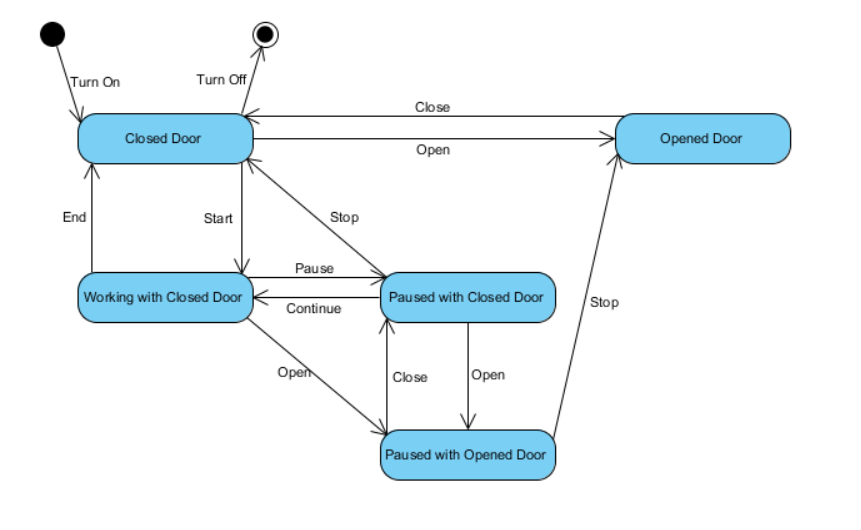 Turn On
Turn Off
Close
Closed Door
Opened Door
Open
End
Start
Stop
Pause
Working with Closed Door
Paused with Closed Door
Continue
Stop
Open
Close
Open
Paused with Opened Door